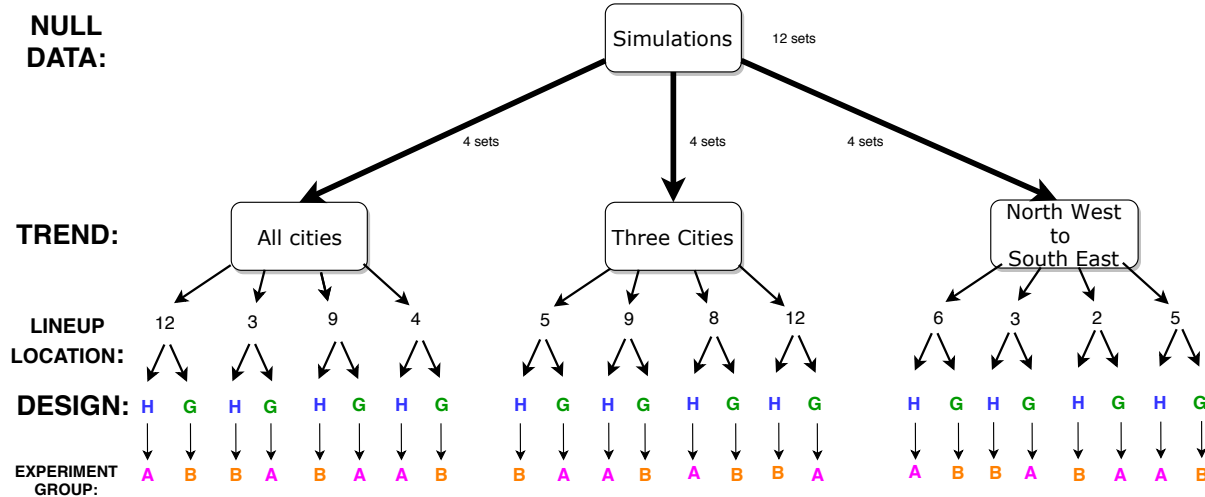 NULL
DATA:
Simulations
12 sets
4 sets
4 sets
4 sets
TREND:
All cities
Three Cities
North West
to
South East
LINEUP
LOCATION:
12 3 9 4 5 9 8 12 6 3 2 5
DESIGN:
H G H G H G H G H G H G H G H G H G H G H G H G
EXPERIMENT
GROUP:
A B B A B A A B B A A B A B B A A B B A B A A B